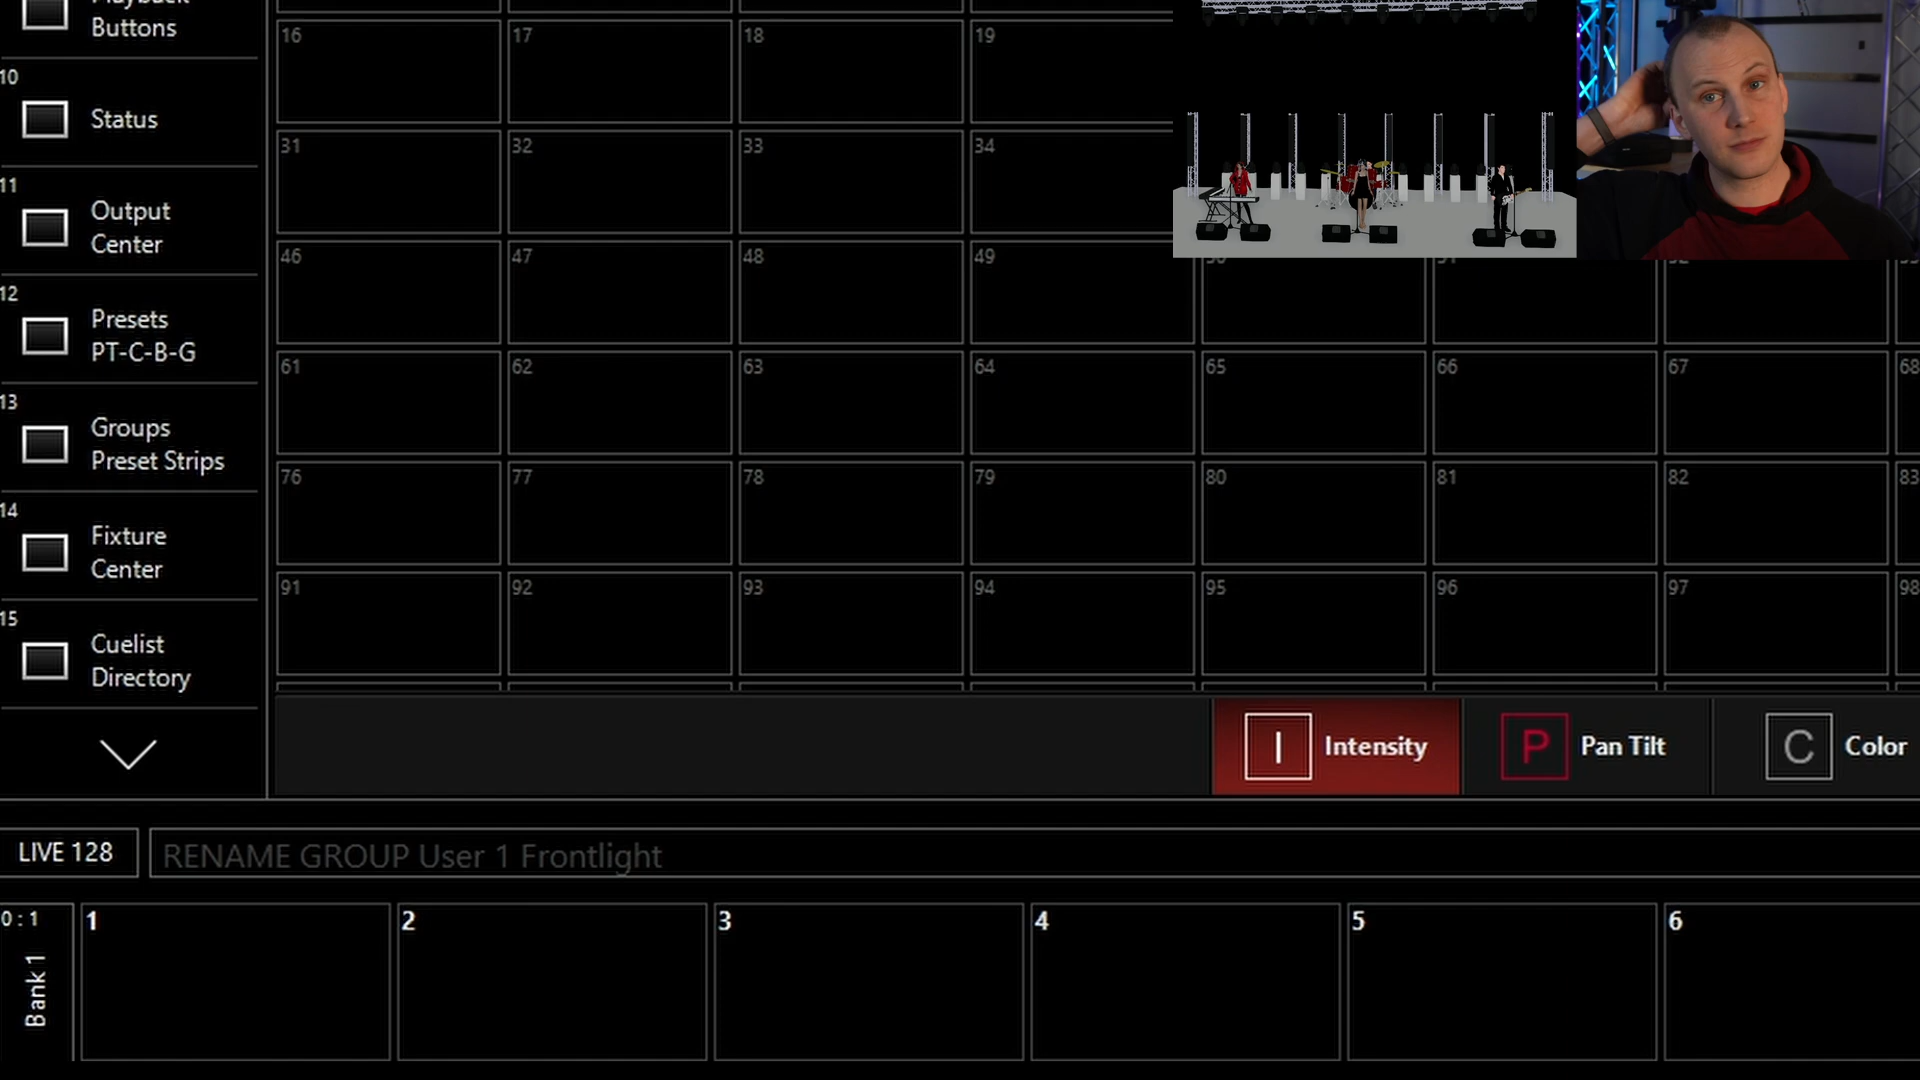 Buttons
10
Status
11
Output
Center
12
Presets
PT-C-B-G
13
Groups
Preset Strips
14
Fixture
Center
15
Cuelist
Directory
16 17 18 19
31 32 33 34
46 47 48 49
61 62 63 64 65 66 67 68
76 77 78 79 80 81 82 83
91 92 93 94 95 96 97 98
I Intensity
P Pan Tilt
C Color
LIVE 128
RENAME GROUP User 1 Frontlight
0 : 1
Bank 1
1 2 3 4 5 6